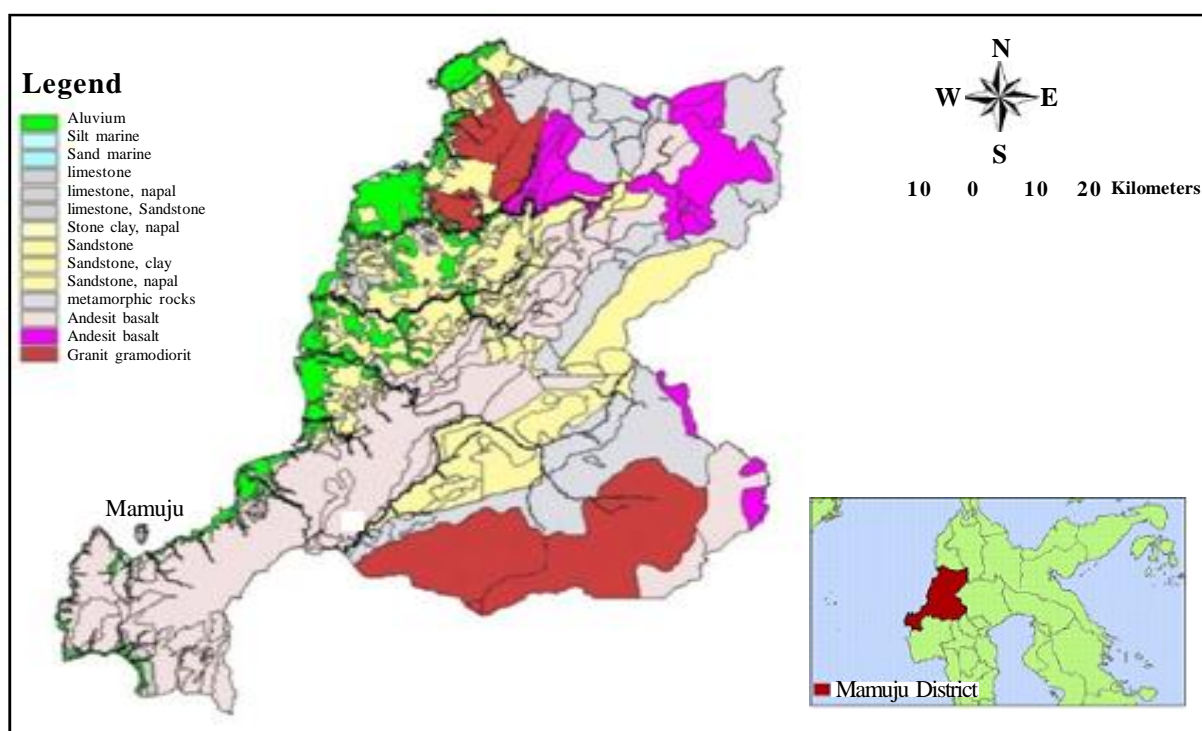 Legend
Aluvium
Silt marine
Sand marine
limestone
limestone, napal
limestone, Sandstone
Stone clay, napal
Sandstone
Sandstone, clay
Sandstone, napal
metamorphic rocks
Andesit basalt
Andesit basalt
Granit gramodiorit
N
W E
S
10 0 10 20 Kilometers
Mamuju
Mamuju District